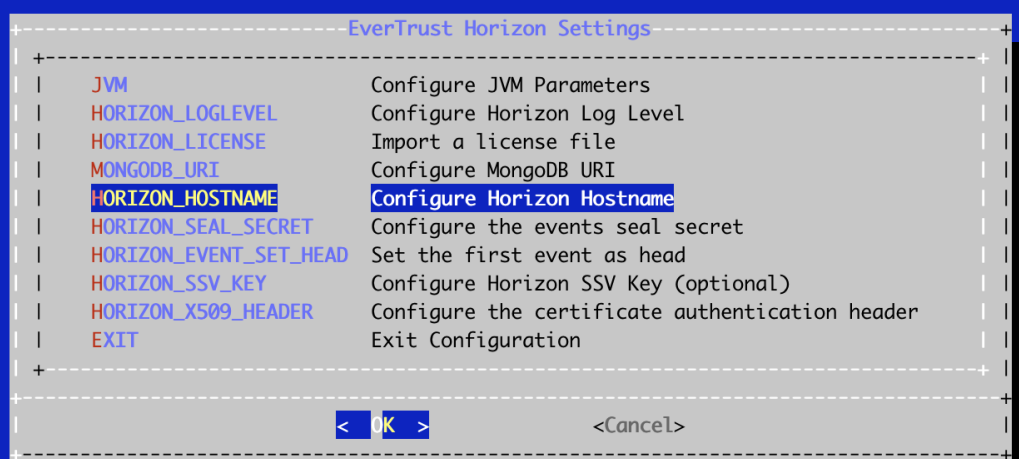 EverTrust Horizon Settings
JVM Configure JVM Parameters
HORIZON_LOGLEVEL Configure Horizon Log Level
HORIZON_LICENSE Import a license file
MONGODB_URI Configure MongoDB URI
HORIZON_HOSTNAME Configure Horizon Hostname
HORIZON_SEAL_SECRET Configure the events seal secret
HORIZON_EVENT_SET_HEAD Set the first event as head
HORIZON_SSV_KEY Configure Horizon SSV Key (optional)
HORIZON_X509_HEADER Configure the certificate authentication header
EXIT Exit Configuration
< OK > <Cancel>